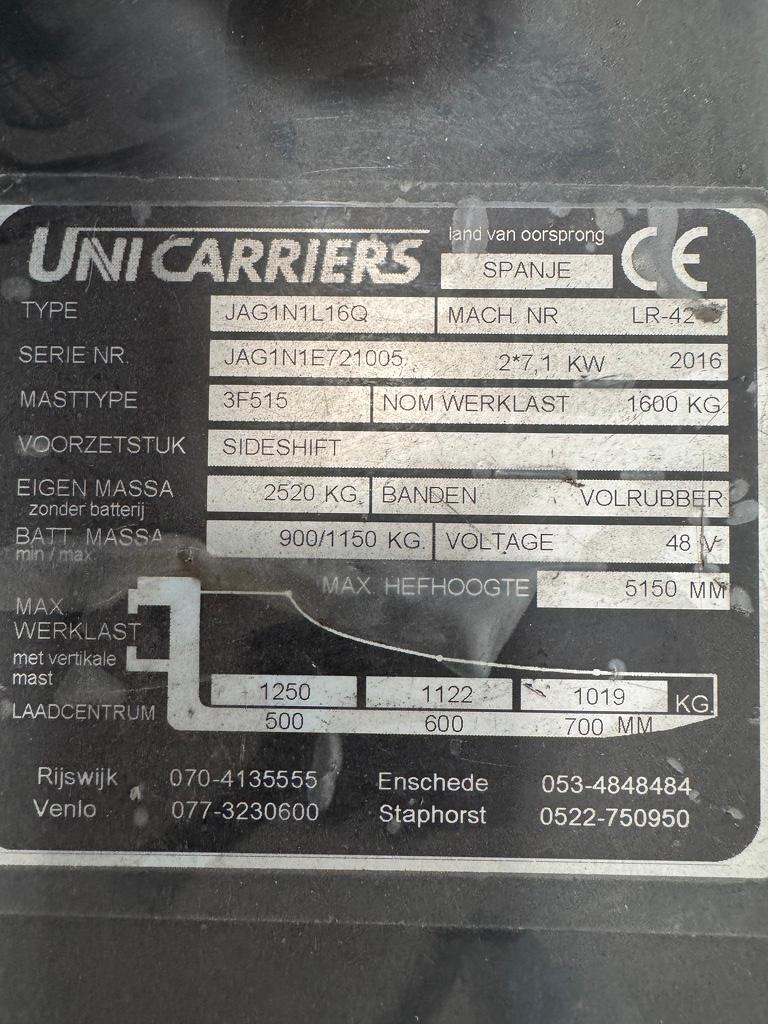 UNICARRIERS
land van oorsprong
SPANJE
CE
TYPE JAG1N1L16Q MACH. NR LR-42
SERIE NR. JAG1N1E721005 2*7,1 KW 2016
MASTTYPE 3F515 NOM WERKLAST 1600 KG.
VOORZETSTUK SIDESHIFT
EIGEN MASSA 2520 KG. BANDEN VOLRUBBER
zonder batterij
BATT. MASSA 900/1150 KG. VOLTAGE 48 V
min / max.
MAX. HEFHOOGTE 5150 MM
MAX.
WERKLAST
met vertikale
mast
1250 1122 1019 KG.
LAADCENTRUM 500 600 700 MM
Rijswijk 070-4135555 Enschede 053-4848484
Venlo 077-3230600 Staphorst 0522-750950